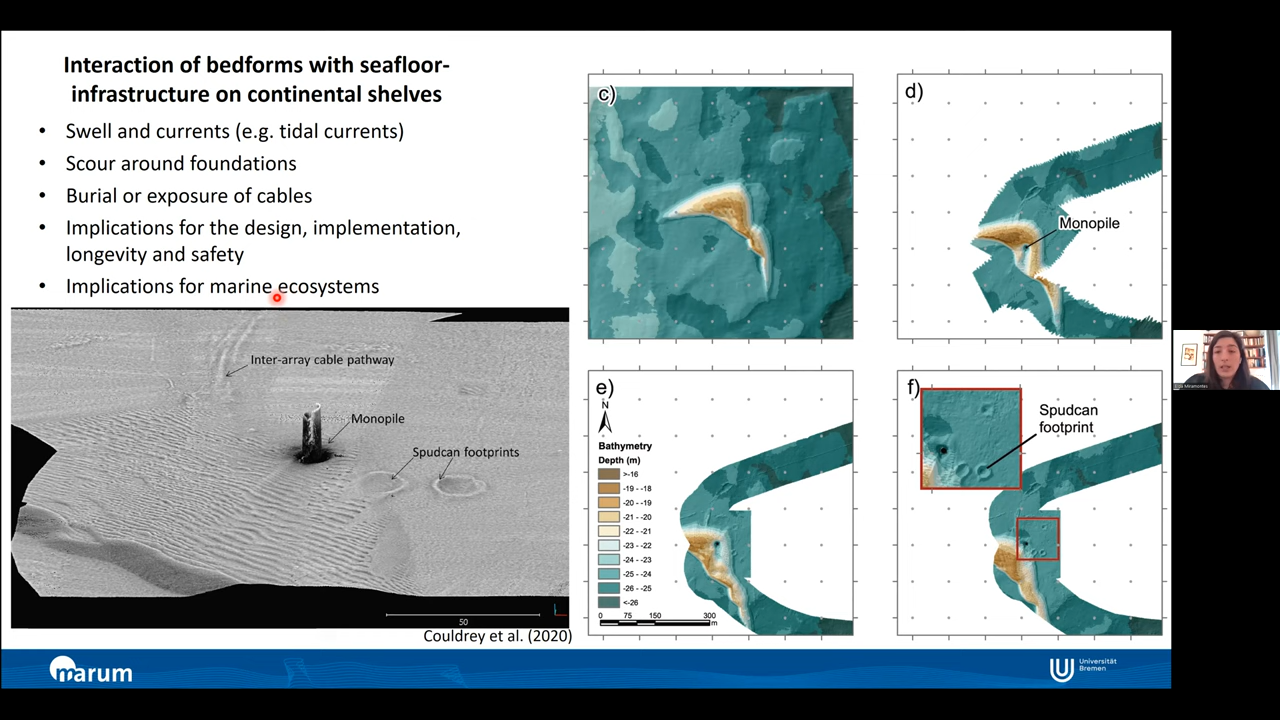 Interaction of bedforms with seafloor-
infrastructure on continental shelves
• Swell and currents (e.g. tidal currents)
• Scour around foundations
• Burial or exposure of cables
• Implications for the design, implementation,
longevity and safety
• Implications for marine ecosystems
Inter-array cable pathway
Monopile
Spudcan footprints
50
Couldrey et al. (2020)
c)
d)
Monopile
e)
N
Bathymetry
Depth (m)
>-16
-19 - -18
-20 - -19
-21 - -20
-22 - -21
-23 - -22
-24 - -23
-25 - -24
-26 - -25
<-26
0 75 150 300
m
f)
Spudcan
footprint
marum
Universität
Bremen
Miramontes